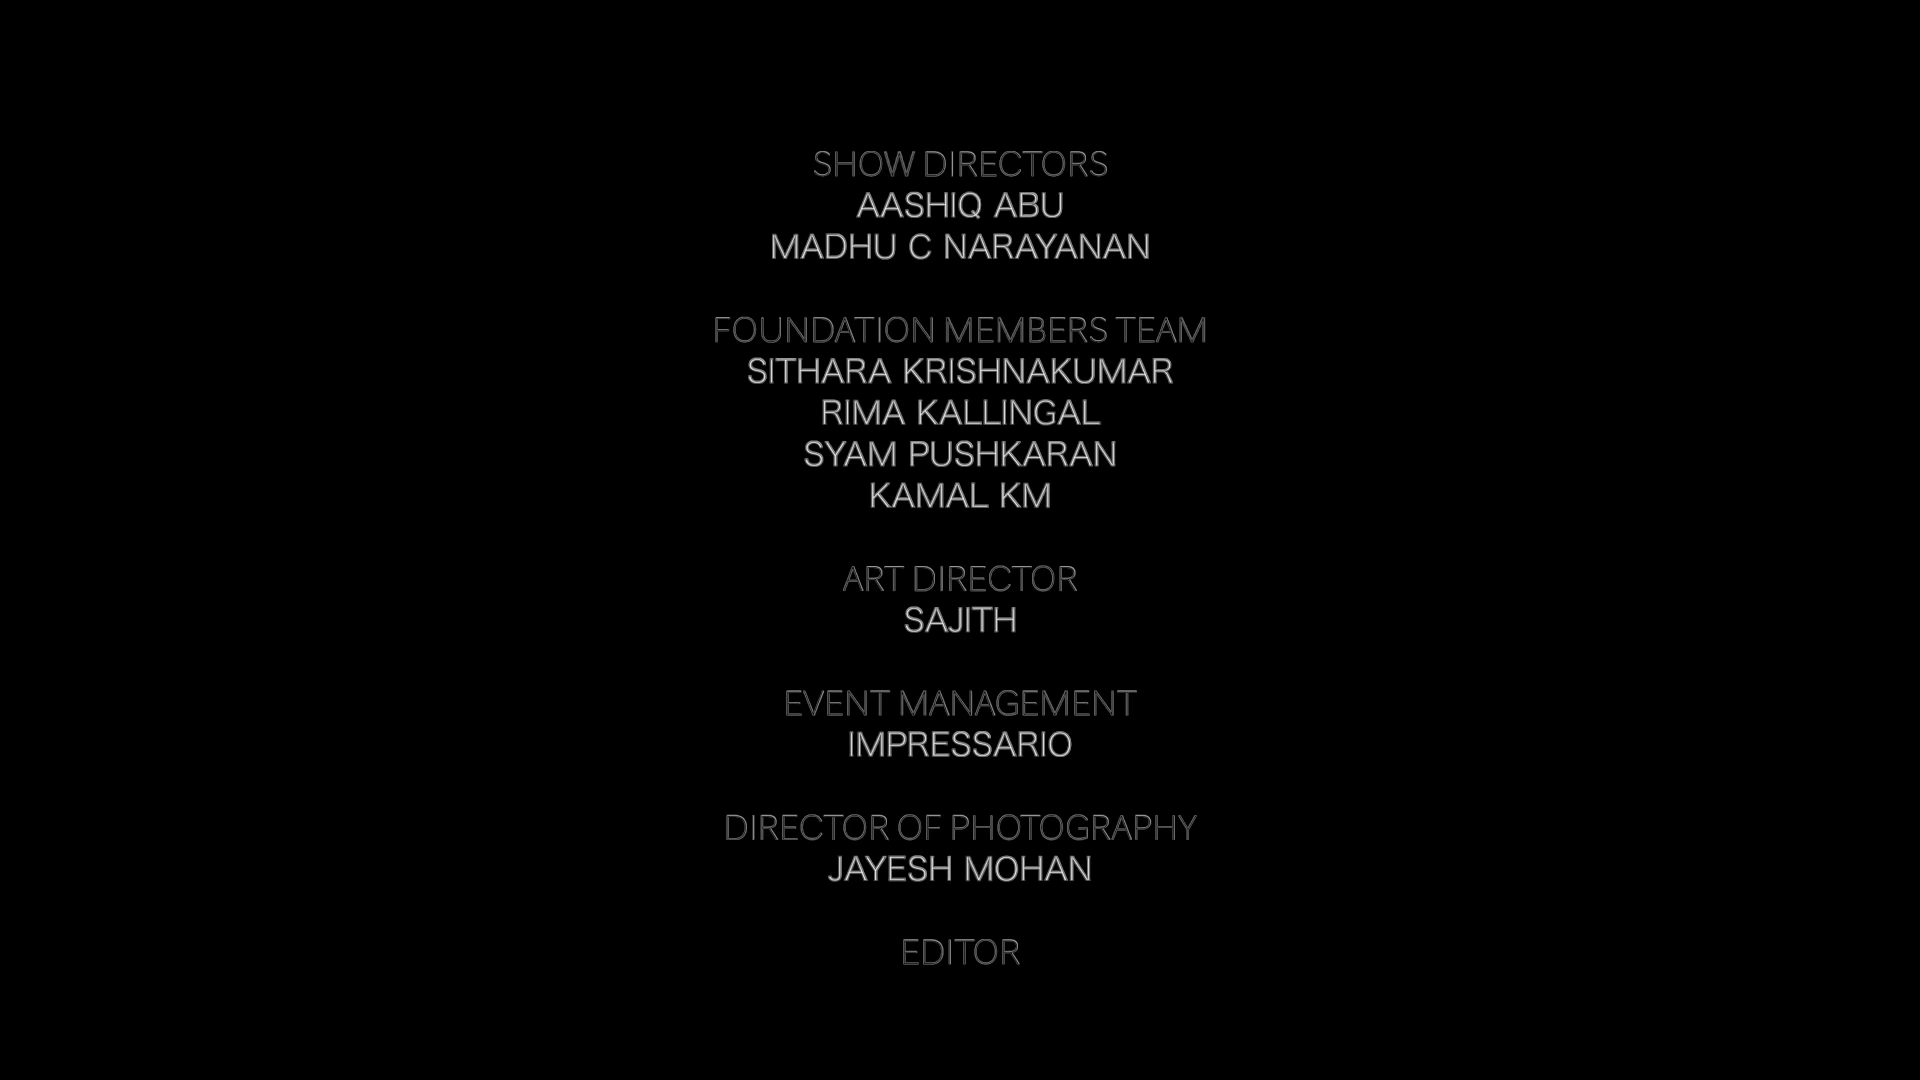 SHOW DIRECTORS
AASHIQ ABU
MADHU C NARAYANAN
FOUNDATION MEMBERS TEAM
SITHARA KRISHNAKUMAR
RIMA KALLINGAL
SYAM PUSHKARAN
KAMAL KM
ART DIRECTOR
SAJITH
EVENT MANAGEMENT
IMPRESSARIO
DIRECTOR OF PHOTOGRAPHY
JAYESH MOHAN
EDITOR